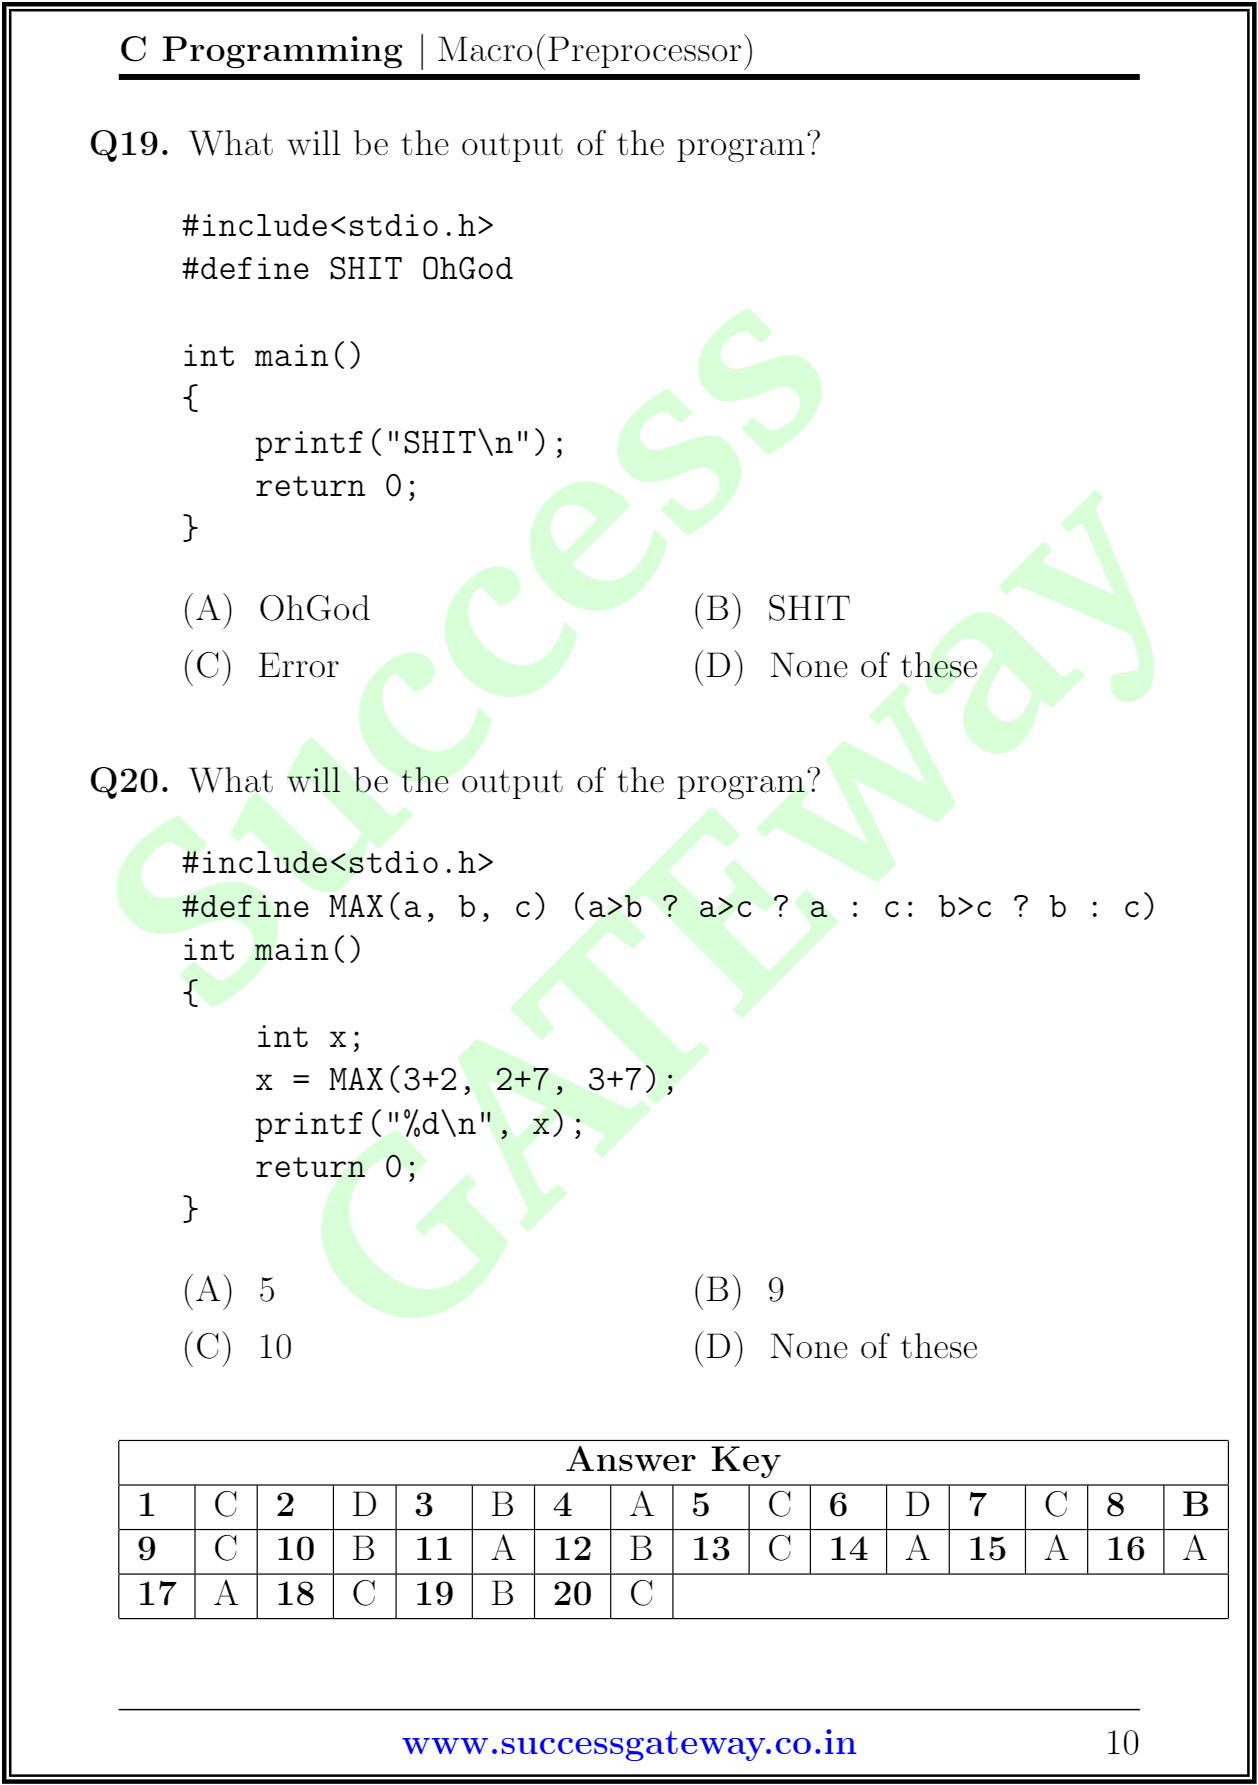 C Programming | Macro(Preprocessor)
Q19. What will be the output of the program?
#include<stdio.h>
#define SHIT OhGod
int main()
{
    printf("SHIT\n");
    return 0;
}
(A) OhGod (B) SHIT
(C) Error (D) None of these
Q20. What will be the output of the program?
#include<stdio.h>
#define MAX(a, b, c) (a>b ? a>c ? a : c: b>c ? b : c)
int main()
{
    int x;
    x = MAX(3+2, 2+7, 3+7);
    printf("%d\n", x);
    return 0;
}
(A) 5 (B) 9
(C) 10 (D) None of these
Answer Key
1 C 2 D 3 B 4 A 5 C 6 D 7 C 8 B
9 C 10 B 11 A 12 B 13 C 14 A 15 A 16 A
17 A 18 C 19 B 20 C
www.successgateway.co.in 10
Success
GATEway